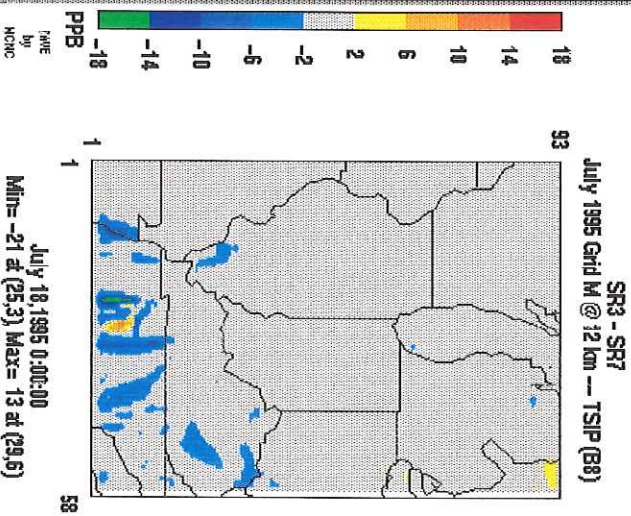 SR3 - SR7
July 1995 Grid M @ 12 km --- TSIP (B8)
18
14
10
6
2
-2
-6
-10
-14
-18
PPB
by
MCNC
93
1
1
58
July 18,1995 0:00:00
Min= -21 at (25,3), Max= 13 at (29,6)